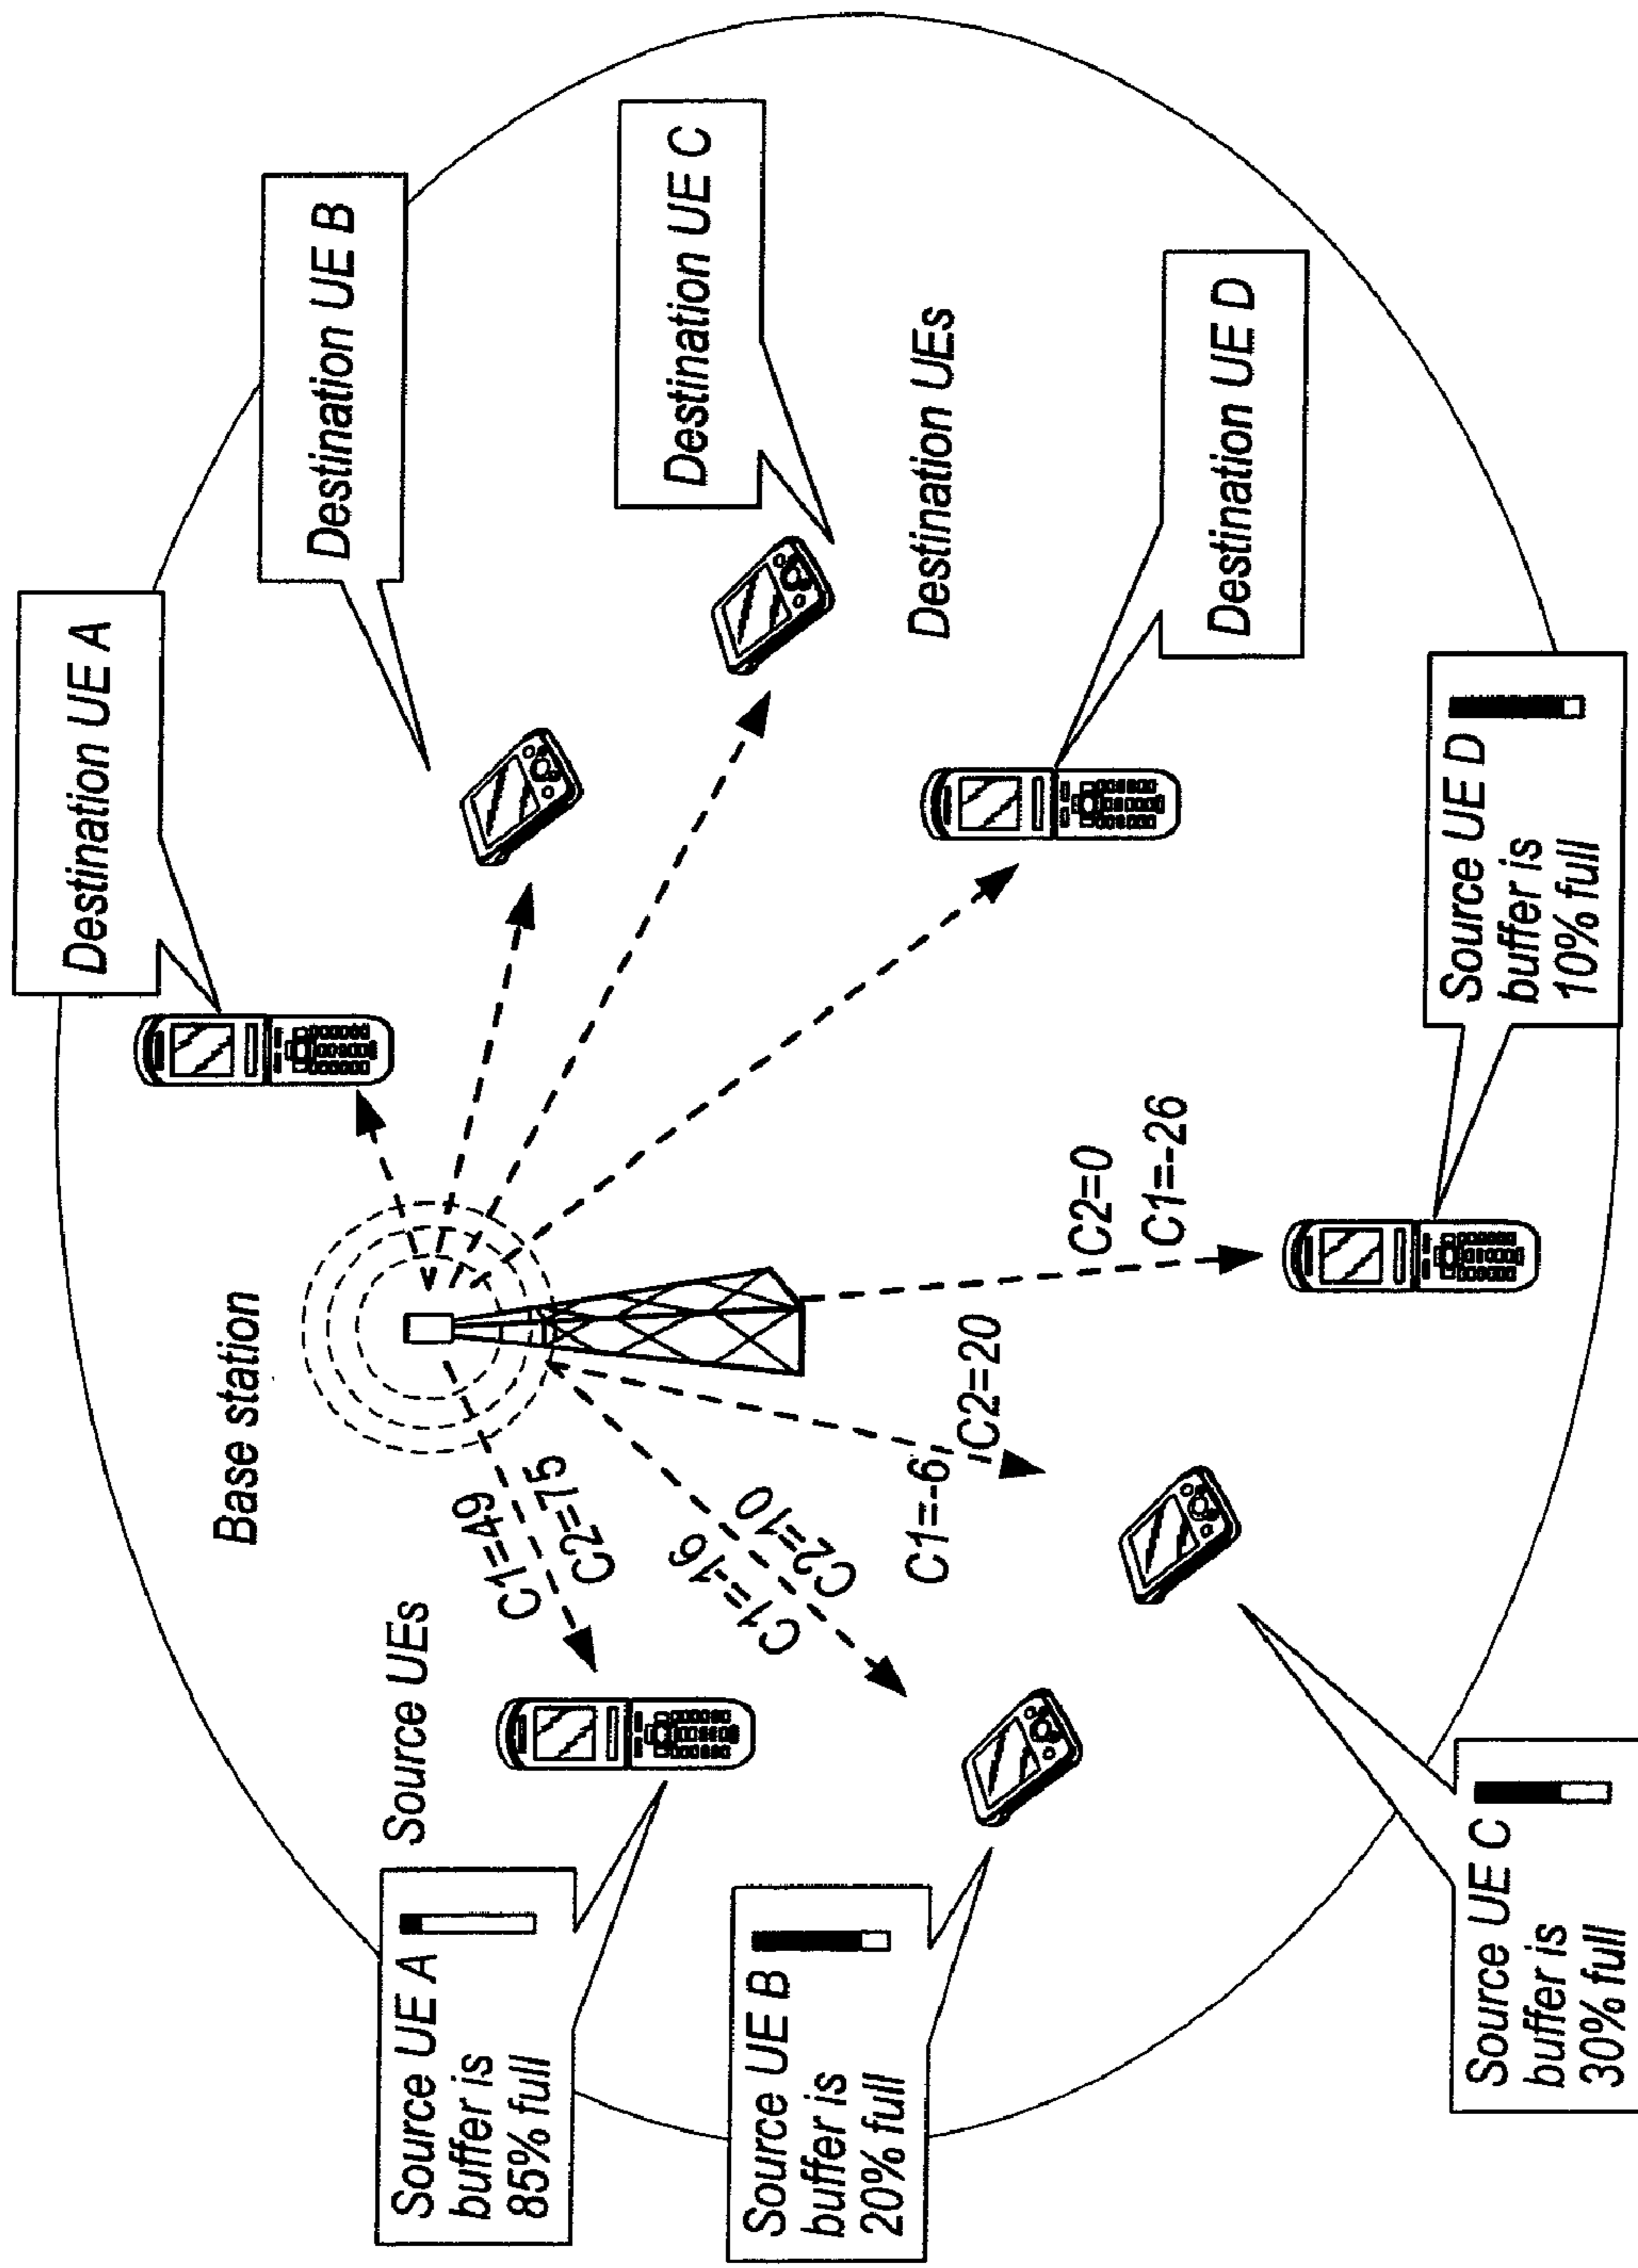 Destination UE A
Base station
Destination UE B
Source UEs
Source UE A
buffer is
85% full
C1=49
C2=75
Destination UE C
C1=-16
C2=10
Source UE B
buffer is
20% full
Destination UEs
C1=-6
C2=20
C2=0
C1=-26
Destination UE D
Source UE D
buffer is
10% full
Source UE C
buffer is
30% full